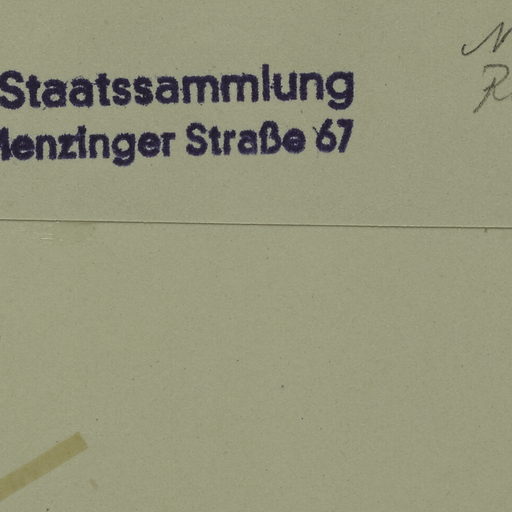 Staatssammlung
Menzinger Straße 67